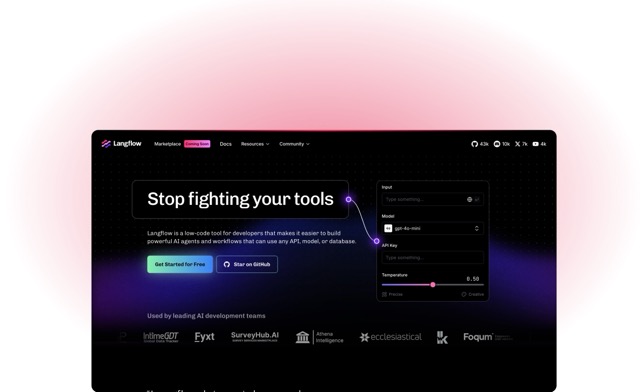 Langflow
Marketplace Coming Soon Docs Resources Community
43k 10k 7k 4k
Stop fighting your tools
Langflow is a low-code tool for developers that makes it easier to build
powerful AI agents and workflows that can use any API, model, or database.
Get Started for Free Star on GitHub
Input
Type something...
Model
gpt-4o-mini
API Key
Type something...
Temperature
0.50
Precise Creative
Used by leading AI development teams
IntimeGDT
Fyxt
SurveyHub.AI
Athena
Intelligence
ecclesiastical
Foqum